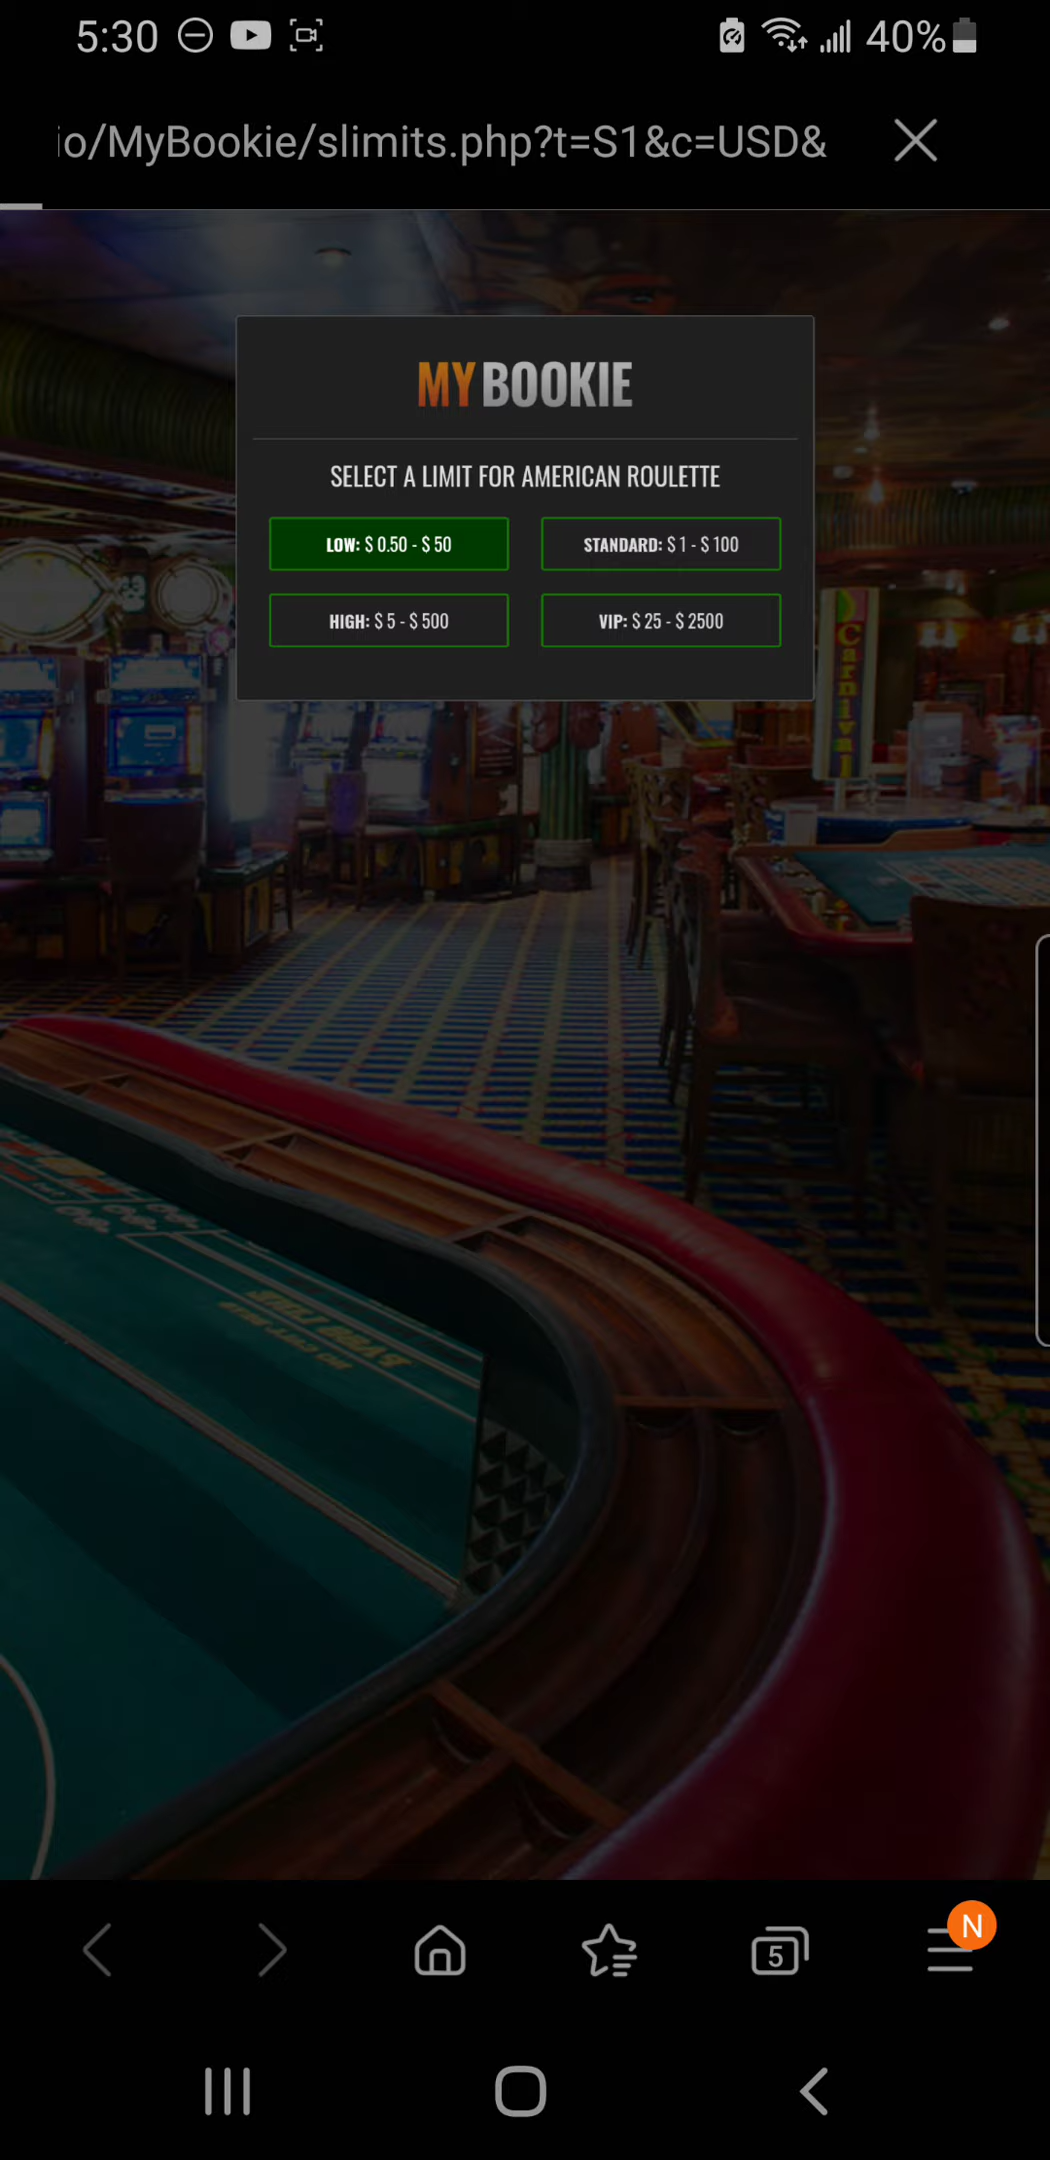 5:30
40%
io/MyBookie/slimits.php?t=S1&c=USD&
MYBOOKIE
SELECT A LIMIT FOR AMERICAN ROULETTE
LOW: $ 0.50 - $ 50
STANDARD: $ 1 - $ 100
HIGH: $ 5 - $ 500
VIP: $ 25 - $ 2500
Carnival
5
N